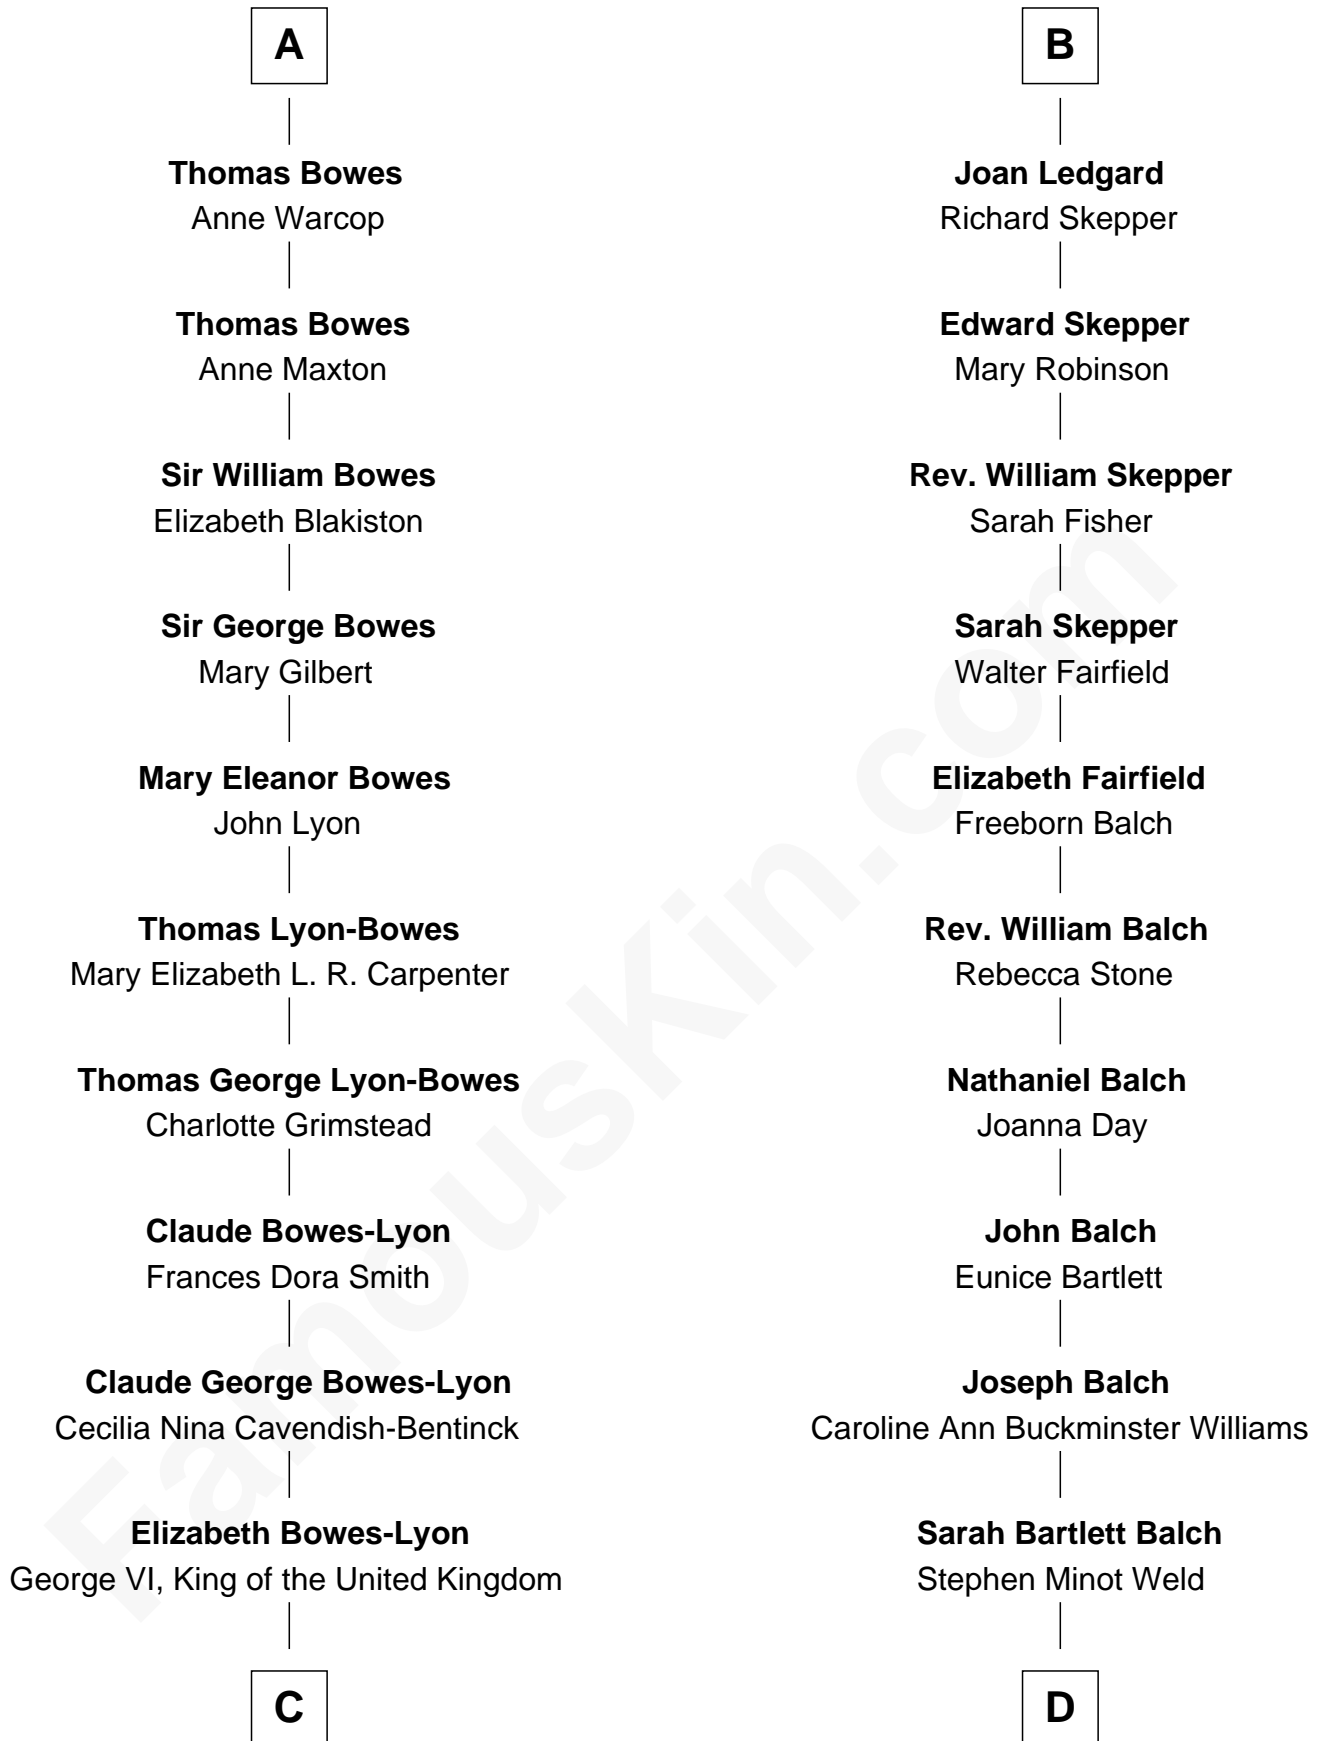 A
Thomas Bowes
Anne Warcop
Thomas Bowes
Anne Maxton
Sir William Bowes
Elizabeth Blakiston
Sir George Bowes
Mary Gilbert
Mary Eleanor Bowes
John Lyon
Thomas Lyon-Bowes
Mary Elizabeth L. R. Carpenter
Thomas George Lyon-Bowes
Charlotte Grimstead
Claude Bowes-Lyon
Frances Dora Smith
Claude George Bowes-Lyon
Cecilia Nina Cavendish-Bentinck
Elizabeth Bowes-Lyon
George VI, King of the United Kingdom
C
B
Joan Ledgard
Richard Skepper
Edward Skepper
Mary Robinson
Rev. William Skepper
Sarah Fisher
Sarah Skepper
Walter Fairfield
Elizabeth Fairfield
Freeborn Balch
Rev. William Balch
Rebecca Stone
Nathaniel Balch
Joanna Day
John Balch
Eunice Bartlett
Joseph Balch
Caroline Ann Buckminster Williams
Sarah Bartlett Balch
Stephen Minot Weld
D
FamousKin.com